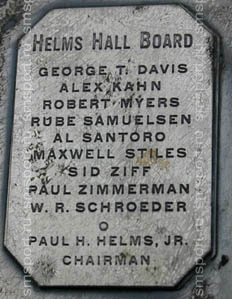 HELMS HALL BOARD
GEORGE T. DAVIS
ALEX KAHN
ROBERT MYERS
RUBE SAMUELSEN
AL SANTORO
MAXWELL STILES
SID ZIFF
PAUL ZIMMERMAN
W. R. SCHROEDER
O
PAUL H. HELMS, JR.
CHAIRMAN